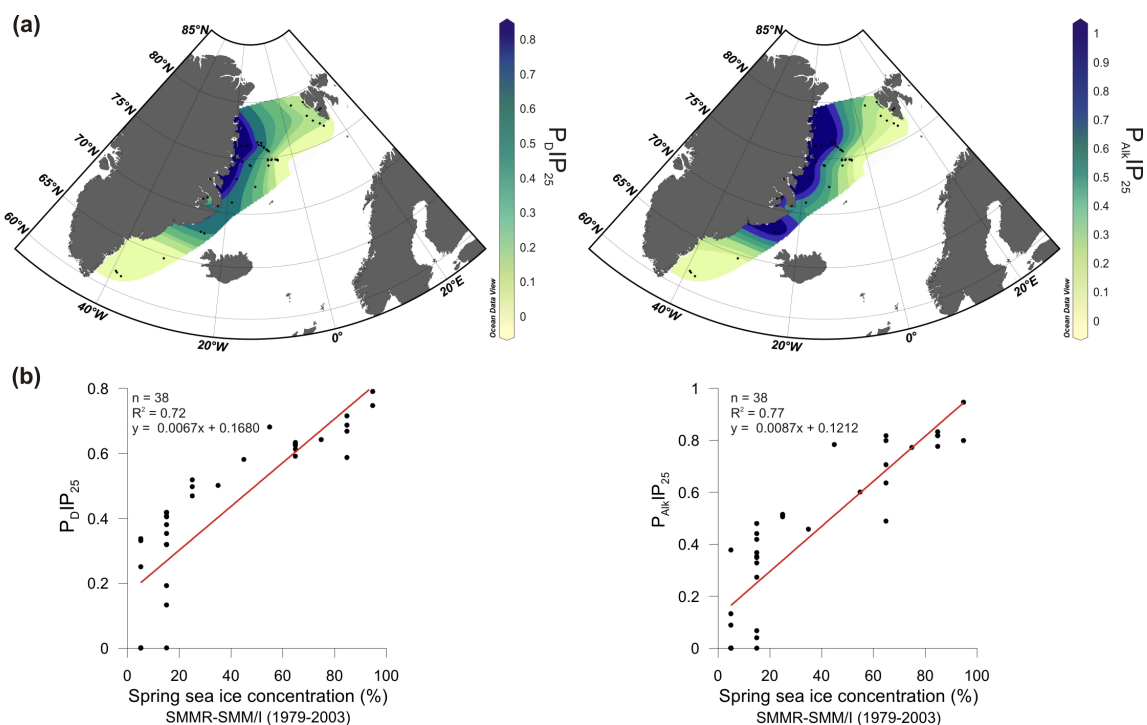 (a)
85°N
80°N
75°N
70°N
65°N
60°N
40°W
20°W
0°
20°E
0.8
0.7
0.6
0.5
0.4
0.3
0.2
0.1
0
P_DIP_25
Ocean Data View
85°N
80°N
75°N
70°N
65°N
60°N
40°W
20°W
0°
20°E
1
0.9
0.8
0.7
0.6
0.5
0.4
0.3
0.2
0.1
0
P_AlkIP_25
Ocean Data View
(b)
0.8
0.6
0.4
0.2
0
P_DIP_25
n = 38
R² = 0.72
y = 0.0067x + 0.1680
0 20 40 60 80 100
Spring sea ice concentration (%)
SMMR-SMM/I (1979-2003)
1
0.8
0.6
0.4
0.2
0
P_AlkIP_25
n = 38
R² = 0.77
y = 0.0087x + 0.1212
0 20 40 60 80 100
Spring sea ice concentration (%)
SMMR-SMM/I (1979-2003)